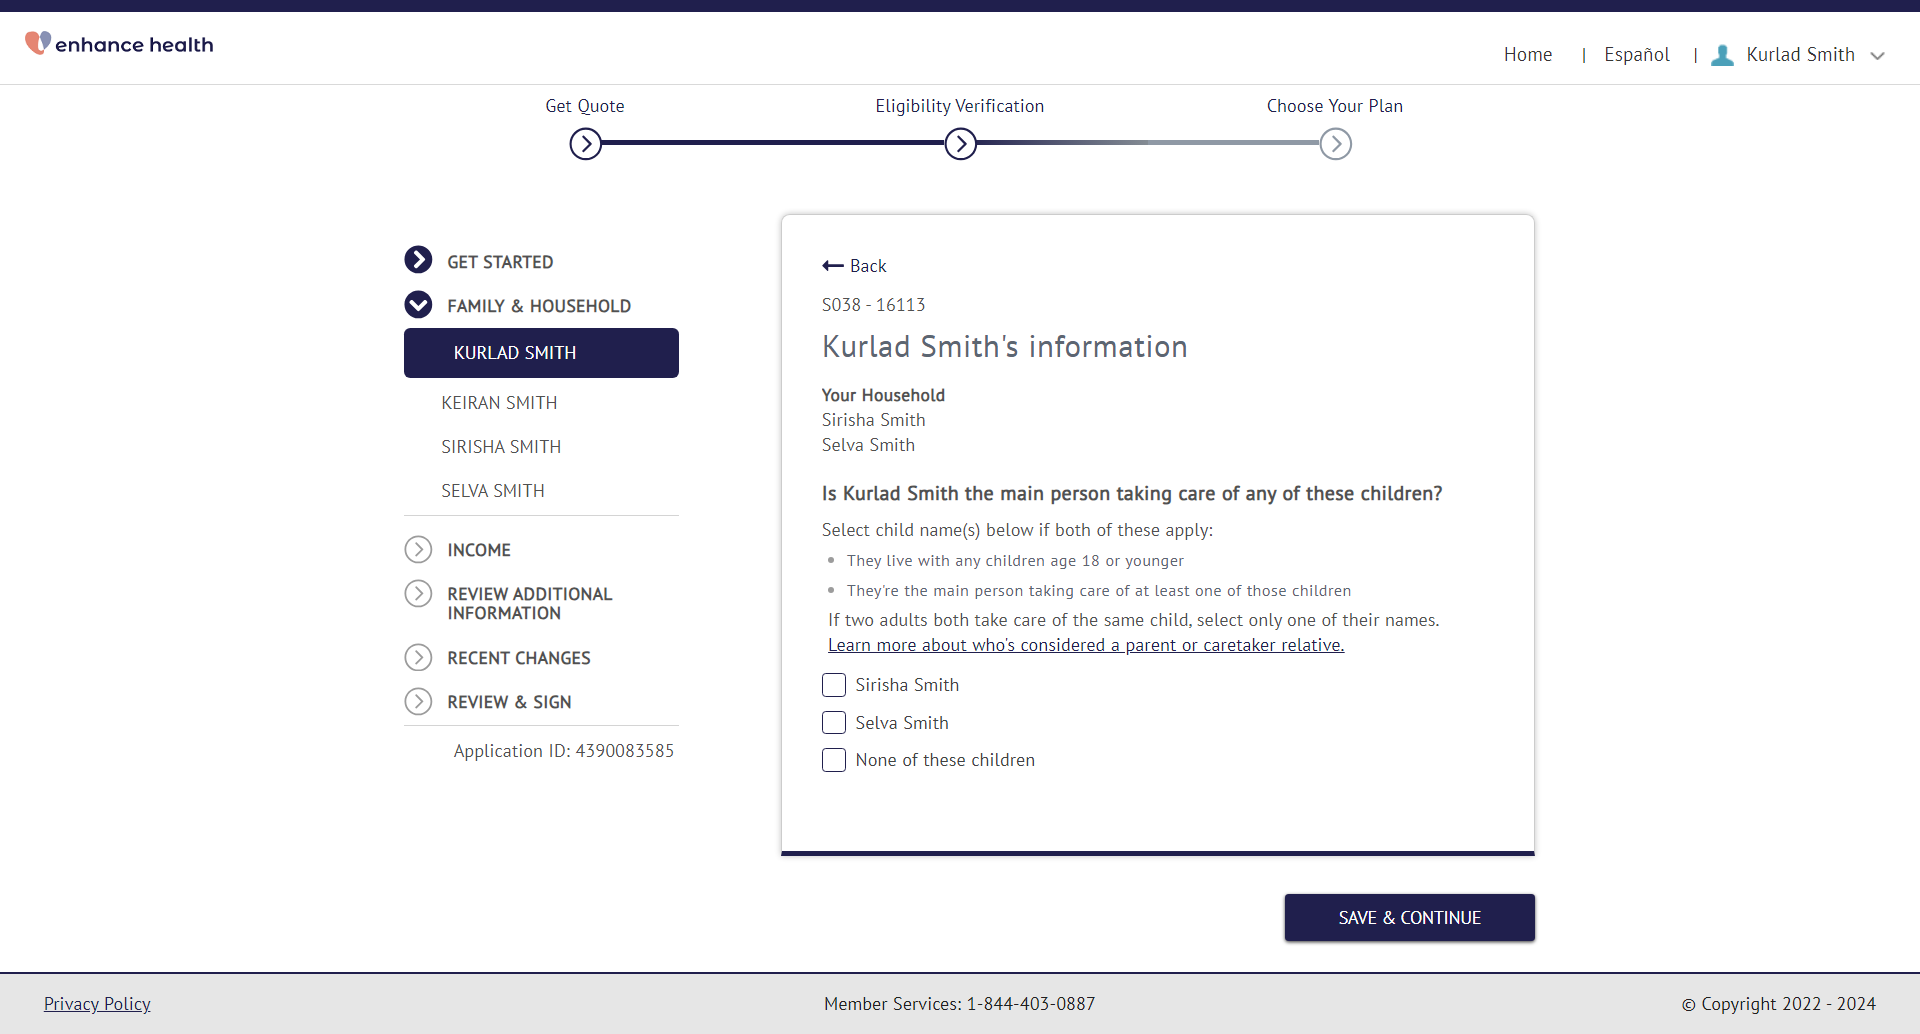 enhance health
Home | Español | Kurlad Smith
Get Quote
Eligibility Verification
Choose Your Plan
GET STARTED
FAMILY & HOUSEHOLD
KURLAD SMITH
KEIRAN SMITH
SIRISHA SMITH
SELVA SMITH
INCOME
REVIEW ADDITIONAL
INFORMATION
RECENT CHANGES
REVIEW & SIGN
Application ID: 4390083585
Back
S038 - 16113
Kurlad Smith's information
Your Household
Sirisha Smith
Selva Smith
Is Kurlad Smith the main person taking care of any of these children?
Select child name(s) below if both of these apply:
• They live with any children age 18 or younger
• They're the main person taking care of at least one of those children
If two adults both take care of the same child, select only one of their names.
Learn more about who's considered a parent or caretaker relative.
Sirisha Smith
Selva Smith
None of these children
SAVE & CONTINUE
Privacy Policy
Member Services: 1-844-403-0887
© Copyright 2022 - 2024